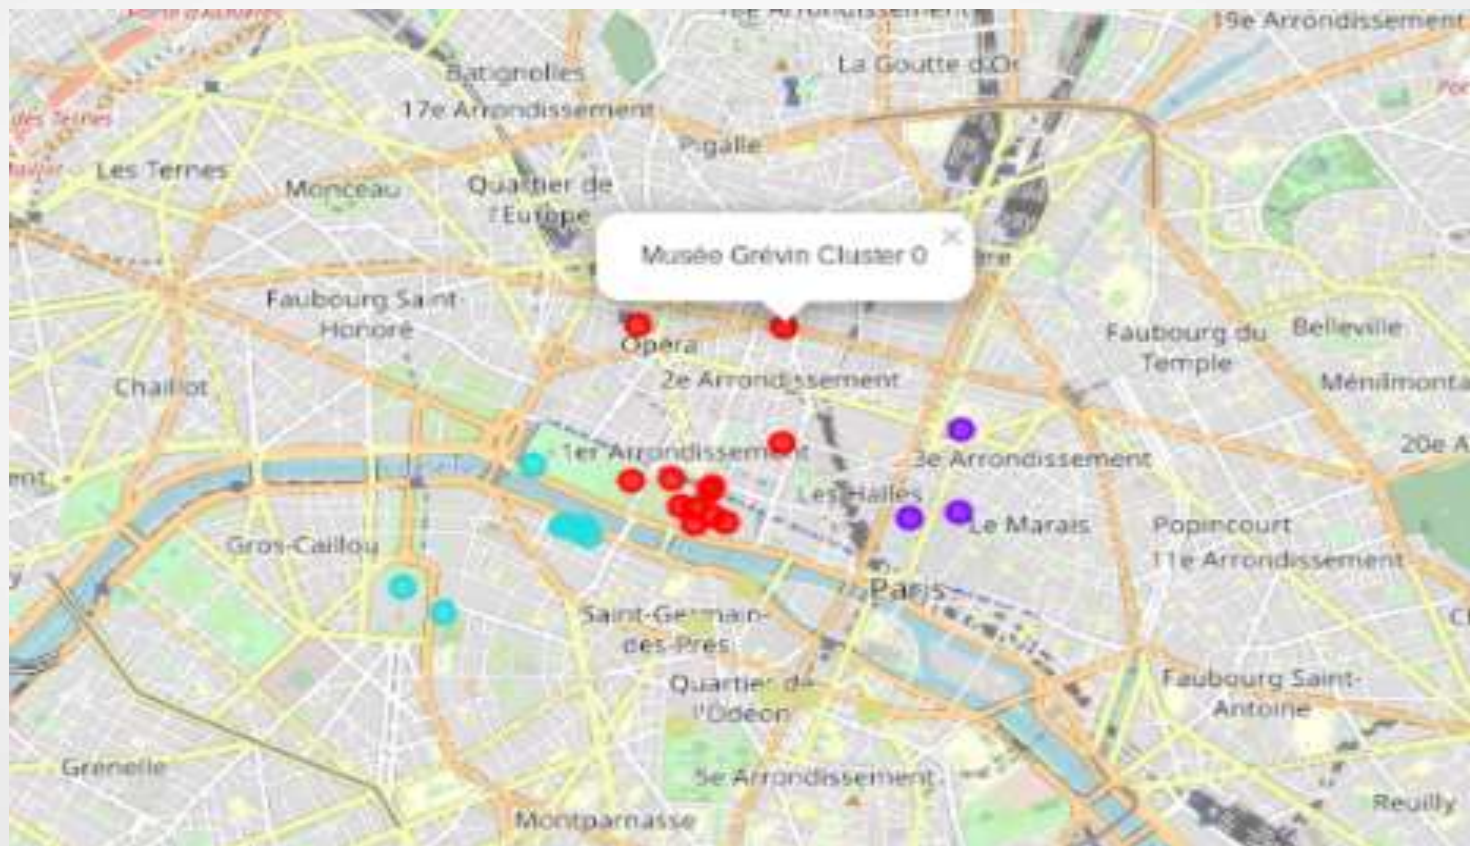 19e Arrondissement
La Goutte d'Or
Batignolles
17e Arrondissement
des Ternes
Pigalle
Les Ternes
Monceau
Quartier de
l'Europe
Musée Grévin Cluster 0
×
Faubourg Saint-
Honoré
Opéra
Faubourg du
Temple
Belleville
Chaillot
2e Arrondissement
Ménilmonta
1er Arrondissement
3e Arrondissement
20e A
Les Halles
Le Marais
Popincourt
Gros-Caillou
11e Arrondissement
Paris
Saint-Germain-
des-Prés
Quartier de
l'Odéon
Faubourg Saint-
Antoine
Grenelle
5e Arrondissement
Reuilly
Montparnasse